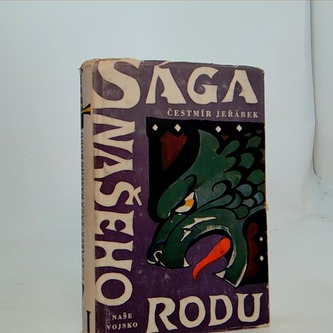 SÁGA
ČESTMÍR JEŘÁBEK
NAŠEHO
RODU
NAŠE
VOJSKO